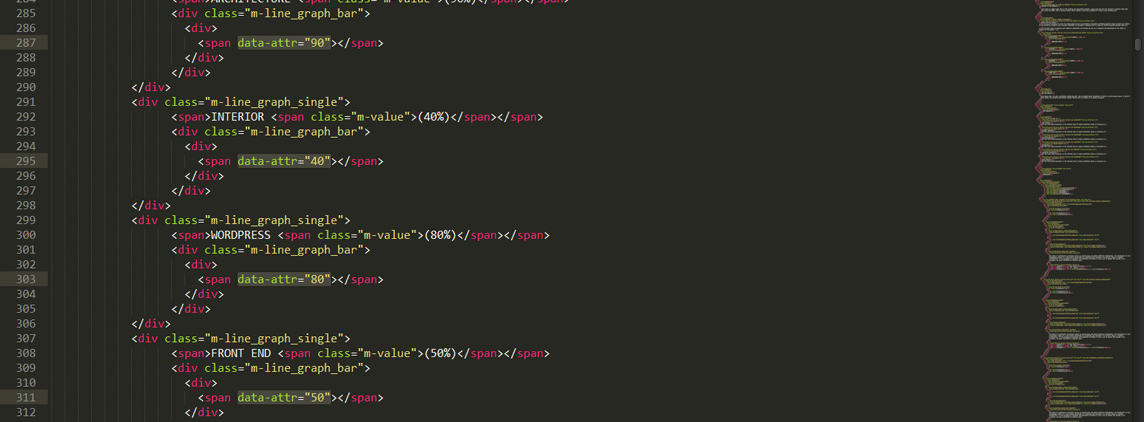 284 <span>ARCHITECTURE <span class="m-value">(90%)</span></span>
285 <div class="m-line_graph_bar">
286 <div>
287 <span data-attr="90"></span>
288 </div>
289 </div>
290 </div>
291 <div class="m-line_graph_single">
292 <span>INTERIOR <span class="m-value">(40%)</span></span>
293 <div class="m-line_graph_bar">
294 <div>
295 <span data-attr="40"></span>
296 </div>
297 </div>
298 </div>
299 <div class="m-line_graph_single">
300 <span>WORDPRESS <span class="m-value">(80%)</span></span>
301 <div class="m-line_graph_bar">
302 <div>
303 <span data-attr="80"></span>
304 </div>
305 </div>
306 </div>
307 <div class="m-line_graph_single">
308 <span>FRONT END <span class="m-value">(50%)</span></span>
309 <div class="m-line_graph_bar">
310 <div>
311 <span data-attr="50"></span>
312 </div>